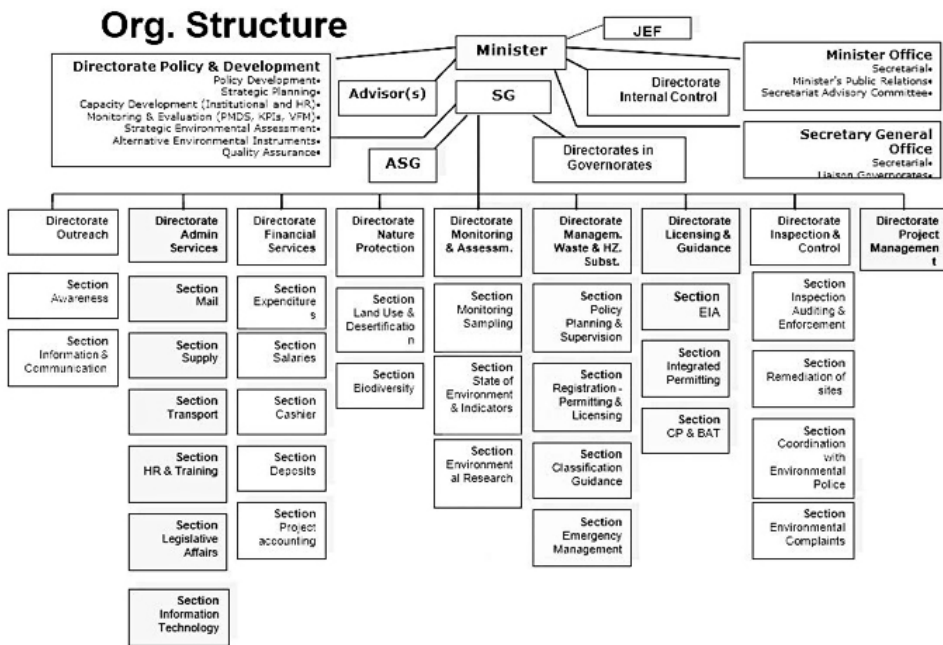 Org. Structure
JEF
Minister
Directorate Policy & Development
Policy Development•
Strategic Planning•
Capacity Development (Institutional and HR)•
Monitoring & Evaluation (PMDS, KPIs, VFM)•
Strategic Environmental Assessment•
Alternative Environmental Instruments•
Quality Assurance•
Advisor(s)
SG
Directorate
Internal Control
Minister Office
Secretarial•
Minister's Public Relations•
Secretariat Advisory Committee•
ASG
Directorates in
Governorates
Secretary General
Office
Secretarial•
Liaison Governorates•
Directorate
Outreach
Section
Awareness
Section
Information &
Communication
Directorate
Admin
Services
Section
Mail
Section
Supply
Section
Transport
Section
HR & Training
Section
Legislative
Affairs
Section
Information
Technology
Directorate
Financial
Services
Section
Expenditure
s
Section
Salaries
Section
Cashier
Section
Deposits
Section
Project
accounting
Directorate
Nature
Protection
Section
Land Use &
Desertificatio
n
Section
Biodiversity
Directorate
Monitoring
& Assessm.
Section
Monitoring
Sampling
Section
State of
Environment
& Indicators
Section
Environment
al Research
Directorate
Managem.
Waste & HZ.
Subst.
Section
Policy
Planning &
Supervision
Section
Registration -
Permitting &
Licensing
Section
Classification
Guidance
Section
Emergency
Management
Directorate
Licensing &
Guidance
Section
EIA
Section
Integrated
Permitting
Section
CP & BAT
Directorate
Inspection &
Control
Section
Inspection
Auditing &
Enforcement
Section
Remediation of
sites
Section
Coordination
with
Environmental
Police
Section
Environmental
Complaints
Directorate
Project
Managemen
t